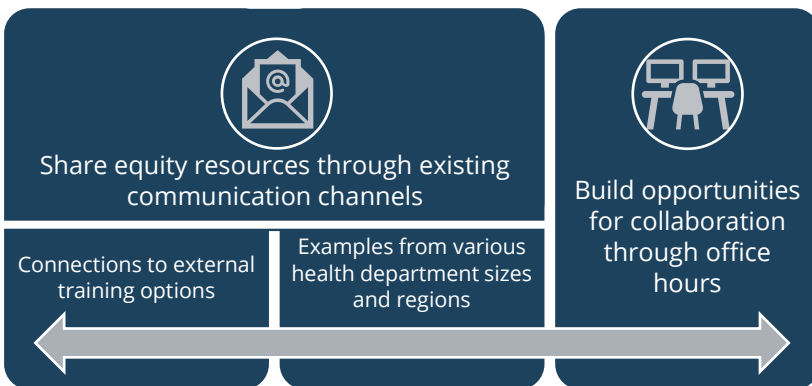 @
Share equity resources through existing
communication channels
Connections to external
training options
Examples from various
health department sizes
and regions
Build opportunities
for collaboration
through office
hours